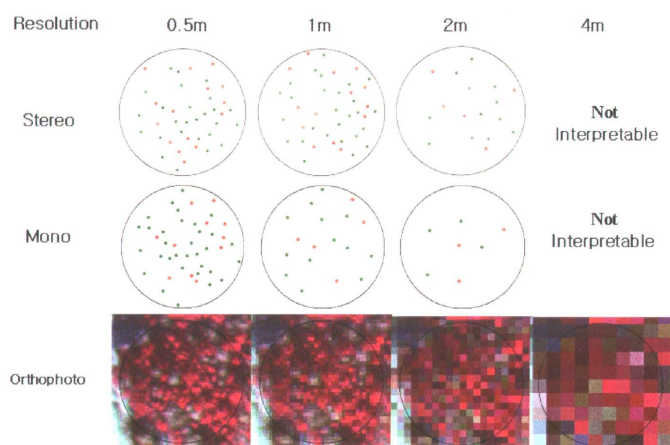 Resolution 0.5m 1m 2m 4m
Stereo
Not
Interpretable
Mono
Not
Interpretable
Orthophoto